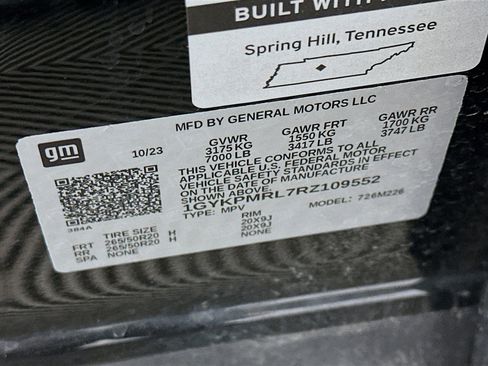 BUILT WITH
Spring Hill, Tennessee
MFD BY GENERAL MOTORS LLC
gm
10/23
GVWR GAWR FRT GAWR RR
3175 KG 1550 KG 1700 KG
7000 LB 3417 LB 3747 LB
THIS VEHICLE CONFORMS TO ALL
APPLICABLE U.S. FEDERAL MOTOR
VEHICLE SAFETY STANDARDS IN EFFECT
ON THE DATE OF MANUFACTURE
SHOWN ABOVE.
1GYKPMRL7RZ109552
TYPE: MPV MODEL: 726M226
384A
TIRE SIZE RIM
FRT 265/50R20 H 20X9J
RR 265/50R20 H 20X9J
SPA NONE NONE